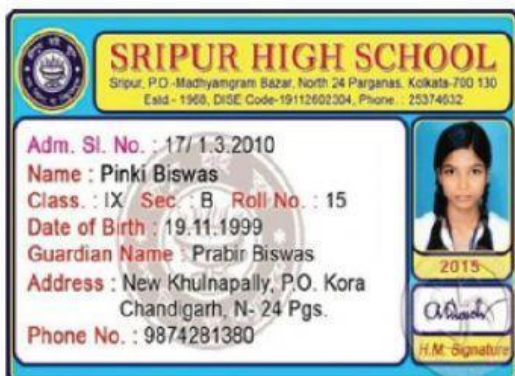 SRIPUR HIGH SCHOOL
Sripur, P.O.-Madhyamgram Bazar, North 24 Parganas, Kolkata-700 130
Estd.- 1968, DISE Code-19112602304, Phone. : 25374632
Adm. Sl. No. : 17/ 1.3.2010
Name : Pinki Biswas
Class. : IX Sec. : B Roll No. : 15
Date of Birth : 19.11.1999
Guardian Name : Prabir Biswas
Address : New Khulnapally, P.O. Kora
Chandigarh, N- 24 Pgs.
Phone No. : 9874281380
2015
H.M. Signature